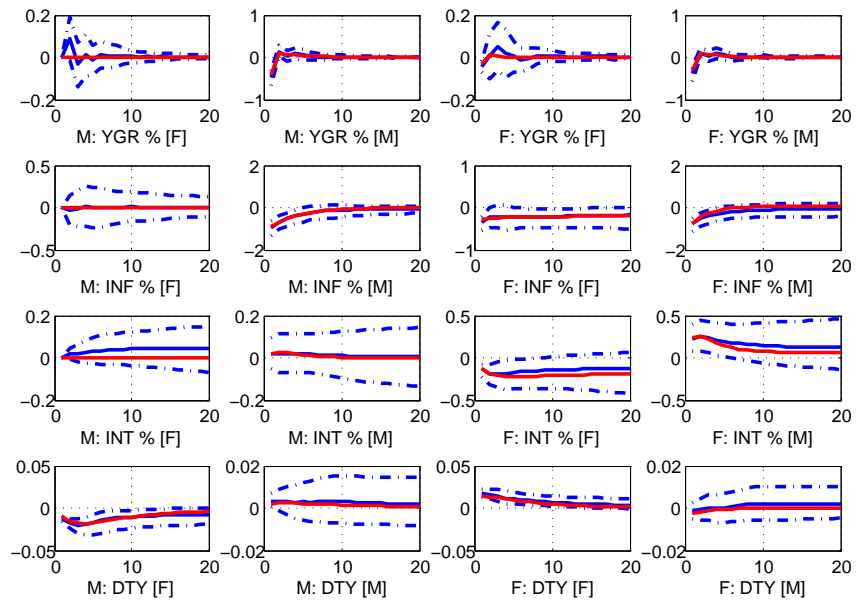 0.2 1 0.2 1
0 0 0 0
−0.2 −1 −0.2 −1
0 10 20 0 10 20 0 10 20 0 10 20
M: YGR % [F] M: YGR % [M] F: YGR % [F] F: YGR % [M]
0.5 2 1 2
0 0 0 0
−0.5 −2 −1 −2
0 10 20 0 10 20 0 10 20 0 10 20
M: INF % [F] M: INF % [M] F: INF % [F] F: INF % [M]
0.2 0.2 0.5 0.5
0 0 0 0
−0.2 −0.2 −0.5 −0.5
0 10 20 0 10 20 0 10 20 0 10 20
M: INT % [F] M: INT % [M] F: INT % [F] F: INT % [M]
0.05 0.02 0.05 0.02
0 0 0 0
−0.05 −0.02 −0.05 −0.02
0 10 20 0 10 20 0 10 20 0 10 20
M: DTY [F] M: DTY [M] F: DTY [F] F: DTY [M]